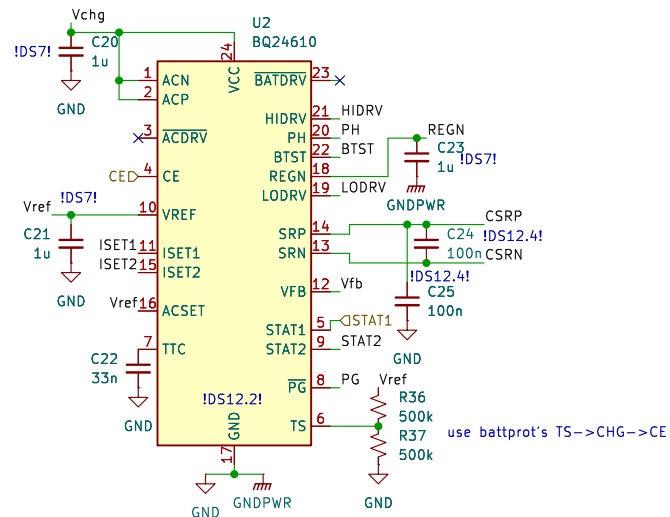 Vchg
U2
BQ24610
C20
1u
!DS7!
GND
24
VCC
1
ACN
2
ACP
BATDRV
23
3
ACDRV
HIDRV
21
HIDRV
PH
20
PH
BTST
22
BTST
CE
4
CE
REGN
18
REGN
C23
1u
!DS7!
GNDPWR
LODRV
19
LODRV
Vref
!DS7!
10
VREF
C21
1u
GND
SRP
14
CSRP
C24
100n
!DS12.4!
SRN
13
CSRN
ISET1
11
ISET1
ISET2
15
ISET2
!DS12.4!
C25
100n
GND
VFB
12
Vfb
Vref
16
ACSET
STAT1
5
STAT1
7
TTC
STAT2
9
STAT2
C22
33n
GND
PG
8
PG
!DS12.2!
Vref
R36
500k
TS
6
R37
500k
use battprot's TS->CHG->CE
GND
GND
17
GND
GNDPWR